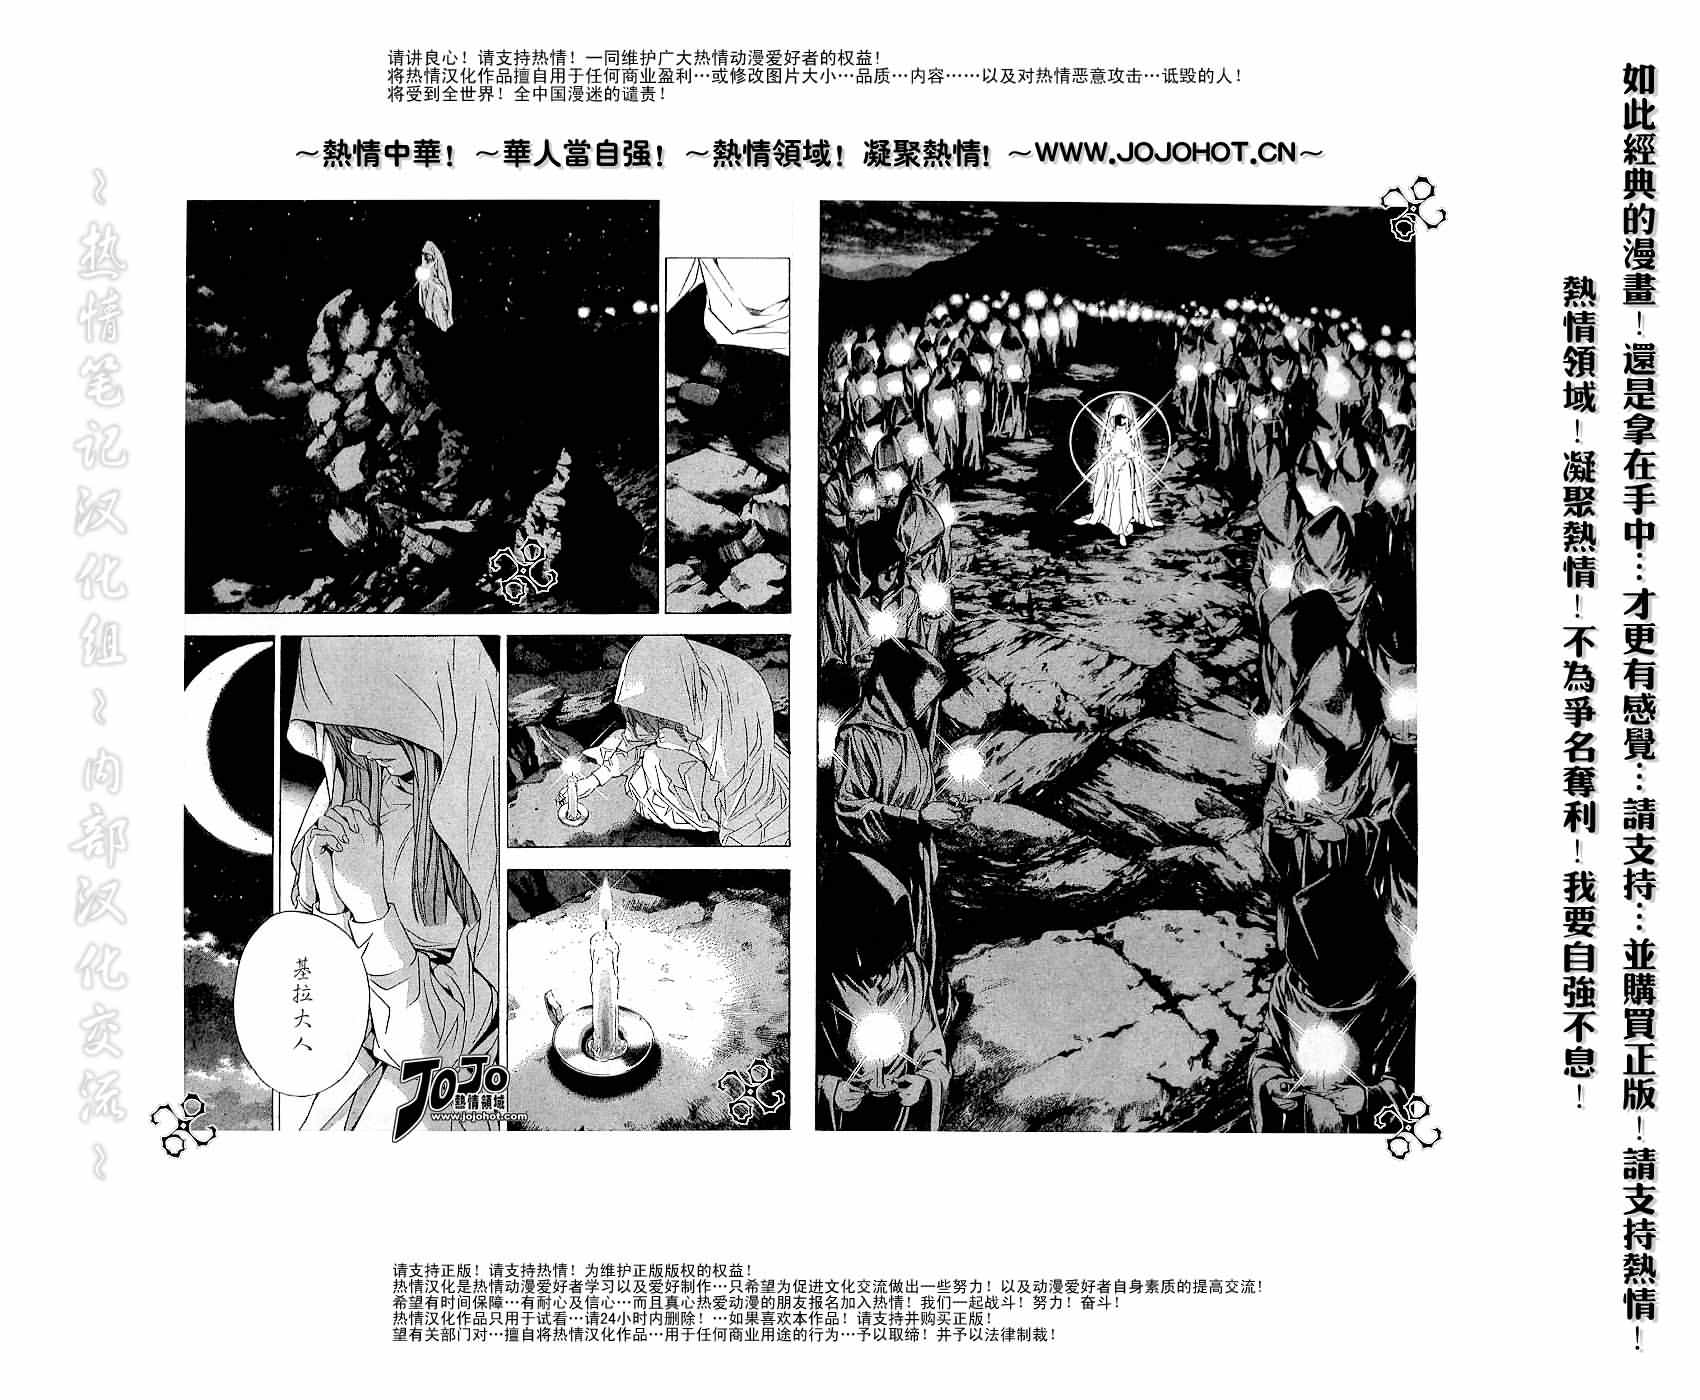 请讲良心！请支持热情！一同维护广大热情动漫爱好者的权益！
将热情汉化作品擅自用于任何商业盈利…或修改图片大小…品质…内容……以及对热情恶意攻击…诋毁的人！
将受到全世界！全中国漫迷的谴责！
～熱情中華！～華人當自强！～熱情領域！凝聚熱情！～WWW.JOJOHOT.CN～
如此經典的漫畫！還是拿在手中…才更有感覺…請支持…並購買正版！請支持熱情！
熱情領域！凝聚熱情！不為爭名奪利！我要自強不息！
～热情笔记汉化组～内部汉化交流～
基拉大人
JOJO
熱情領域
www.jojohot.com
请支持正版！请支持热情！为维护正版版权的权益！
热情汉化是热情动漫爱好者学习以及爱好制作…只希望为促进文化交流做出一些努力！以及动漫爱好者自身素质的提高交流！
希望有时间保障…有耐心及信心…而且真心热爱动漫的朋友报名加入热情！我们一起战斗！努力！奋斗！
热情汉化作品只用于试看…请24小时内删除！…如果喜欢本作品！请支持并购买正版！
望有关部门对…擅自将热情汉化作品…用于任何商业用途的行为…予以取缔！并予以法律制裁！